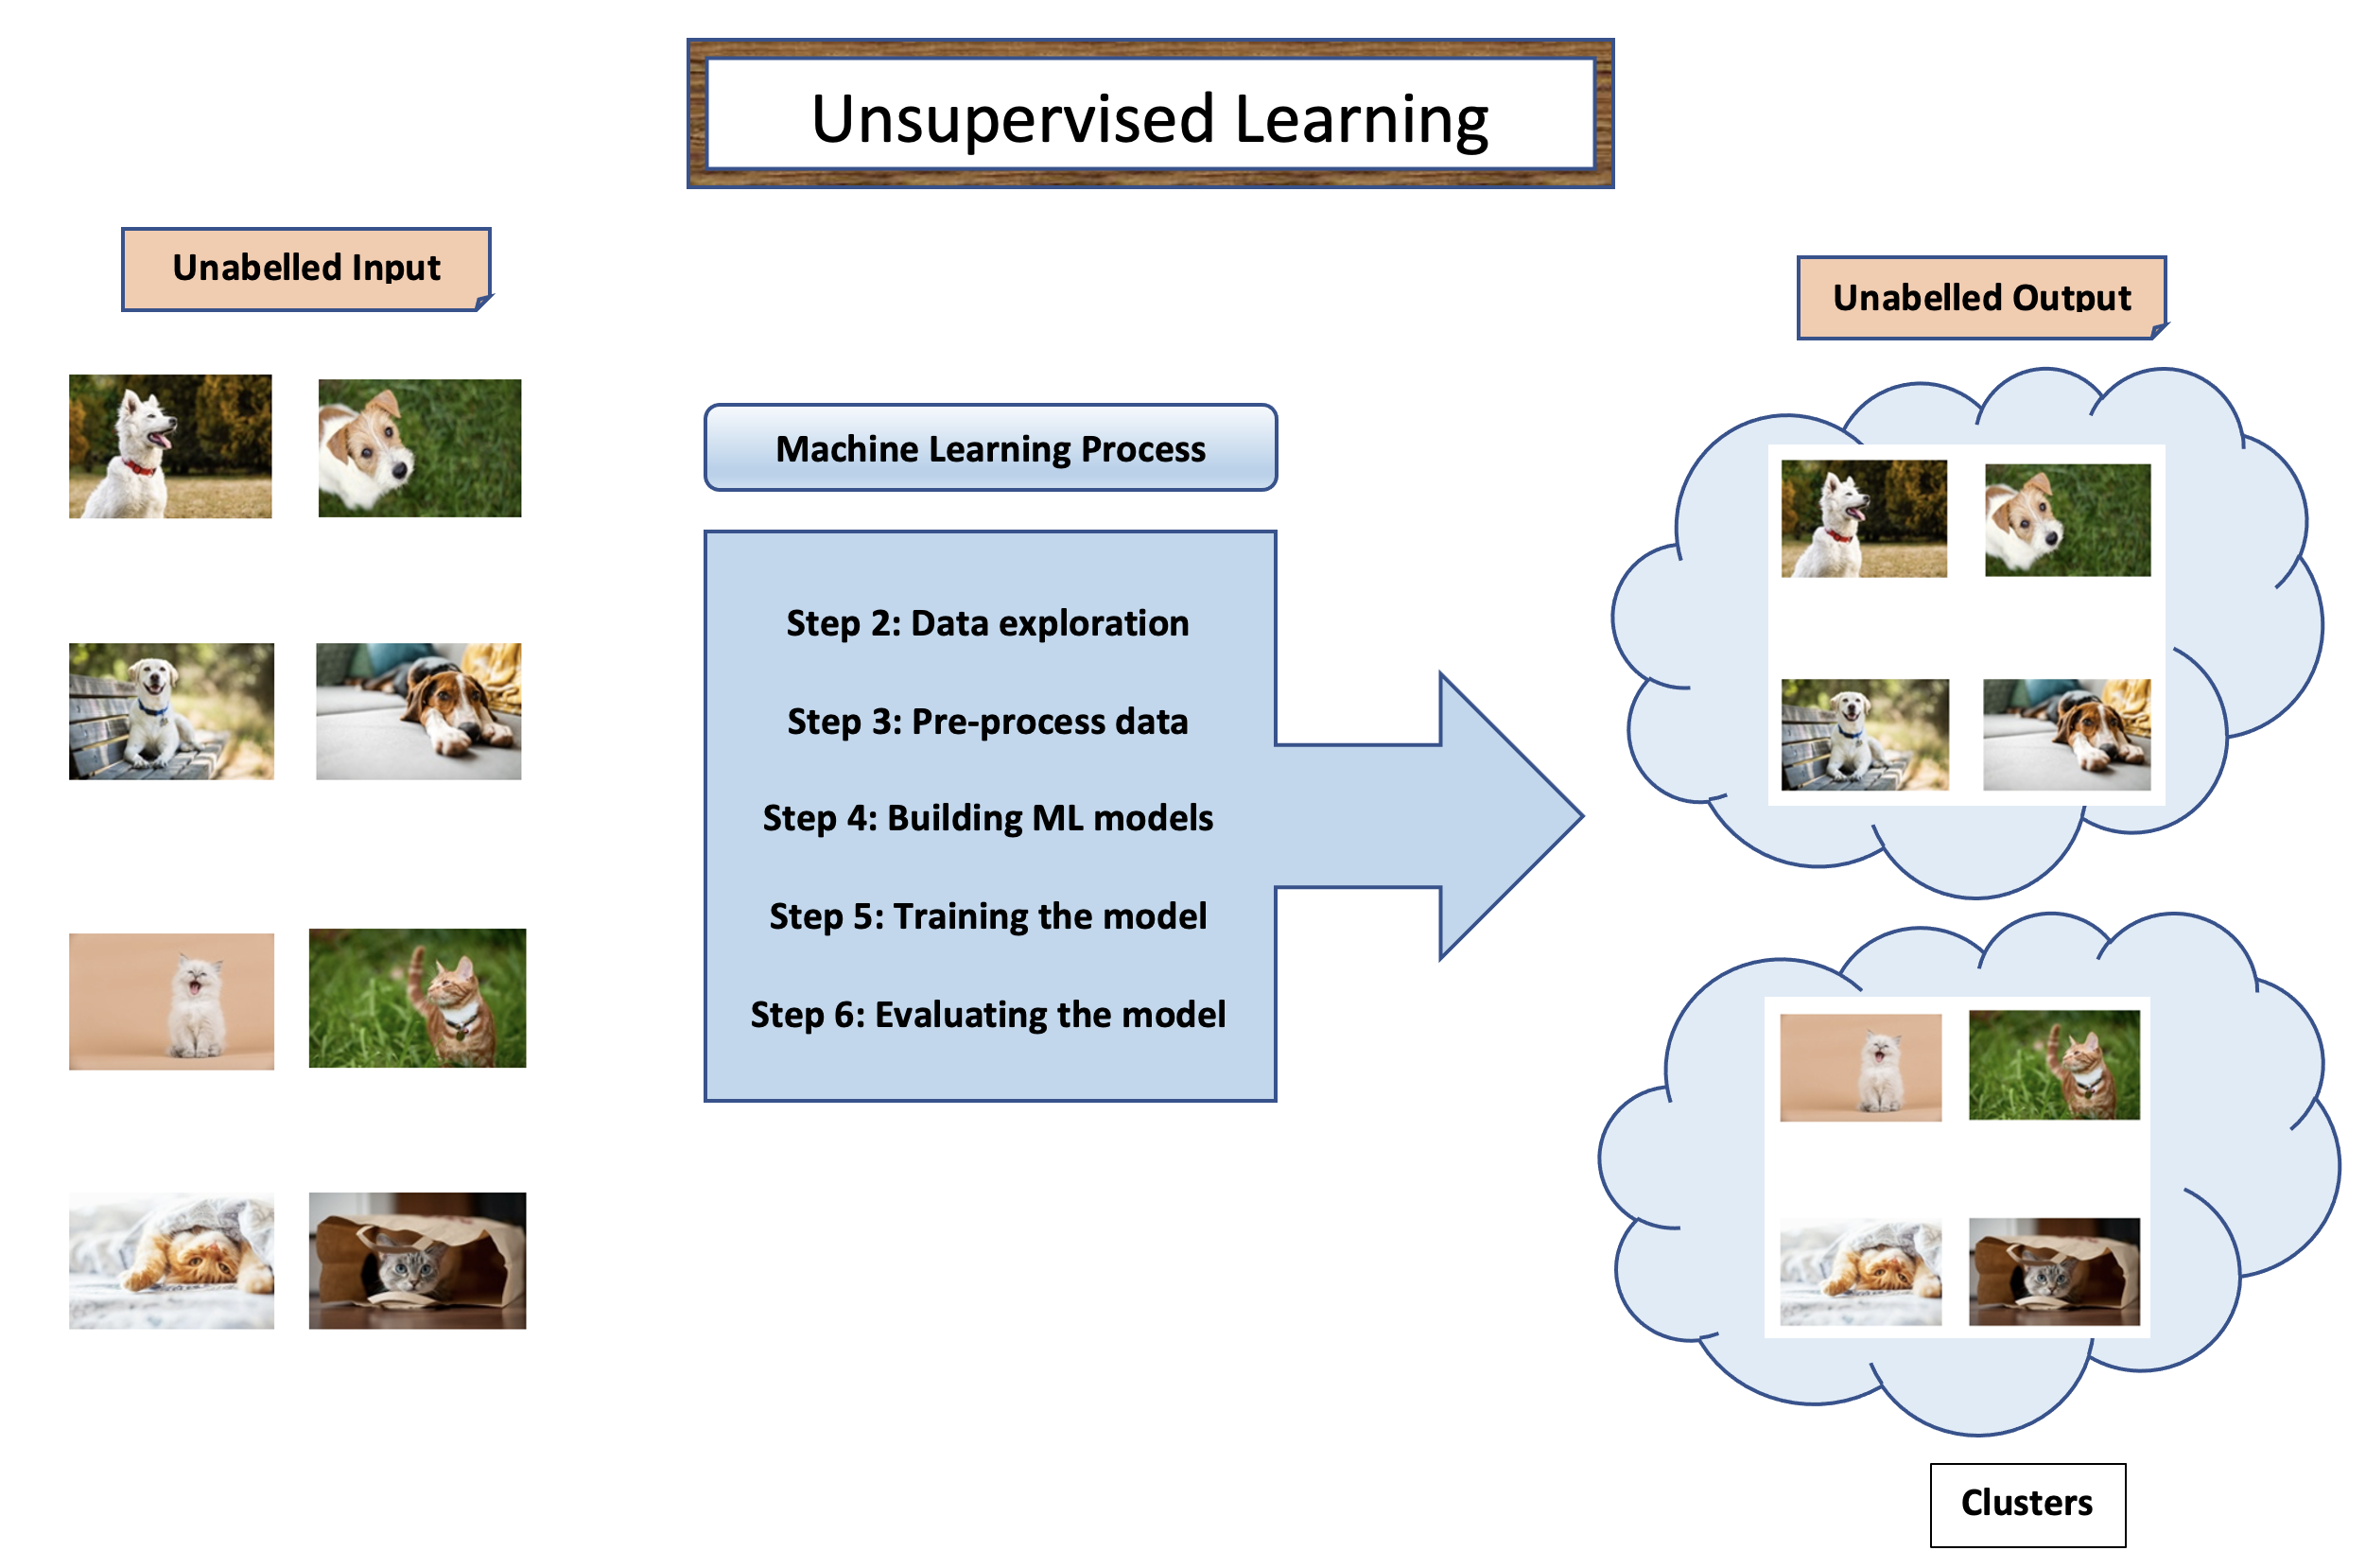 Unsupervised Learning
Unabelled Input
Unabelled Output
Machine Learning Process
Step 2: Data exploration
Step 3: Pre-process data
Step 4: Building ML models
Step 5: Training the model
Step 6: Evaluating the model
Clusters